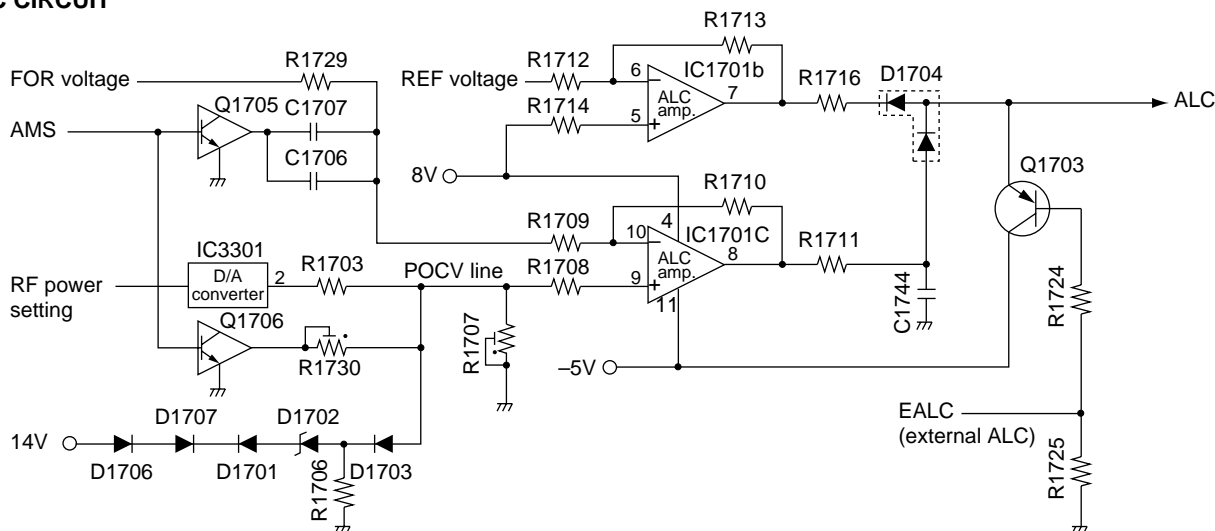 C CIRCUIT
R1713
R1729
R1712
IC1701b
FOR voltage
REF voltage
6
–
7
R1716
D1704
Q1705
C1707
R1714
ALC
amp.
ALC
AMS
5
+
C1706
Q1703
8V
R1710
R1709
4
IC3301
10
–
IC1701C
D/A
converter
2
R1703
POCV line
R1708
ALC
amp.
8
R1711
RF power
setting
9
+
11
C1744
R1724
Q1706
R1707
R1730
–5V
D1707
D1702
EALC
(external ALC)
14V
D1706
D1701
R1706
D1703
R1725